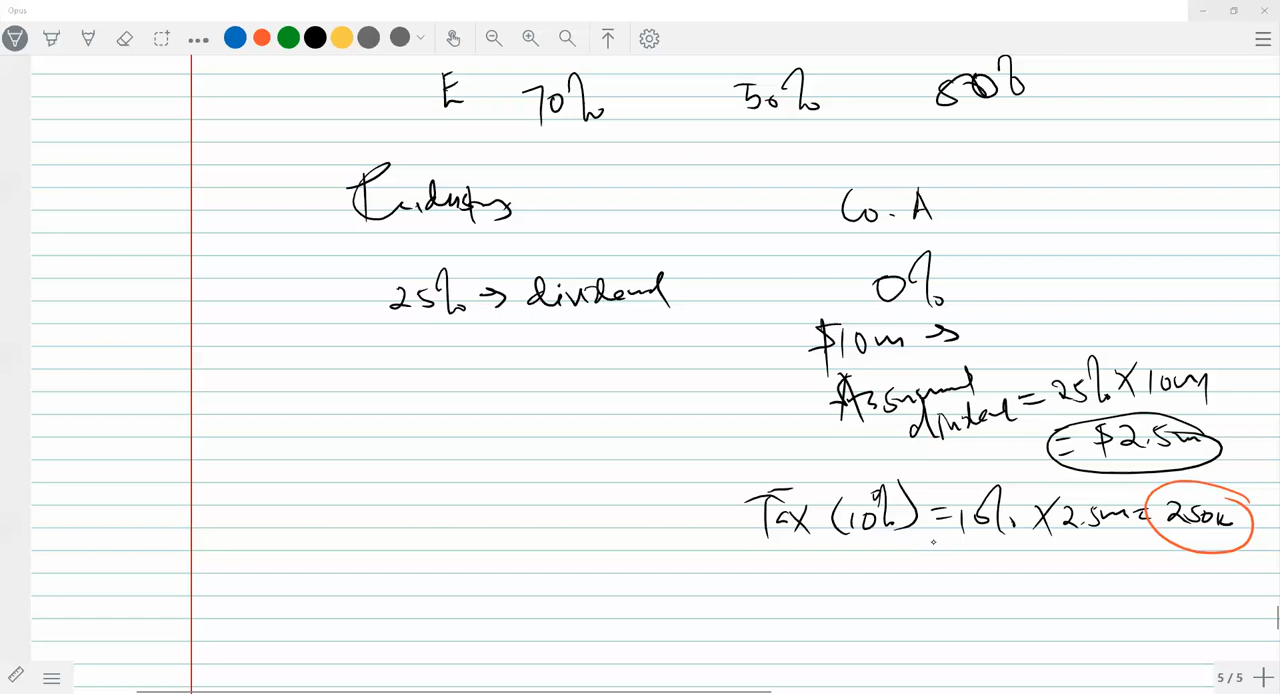 Opus
E 70% 50% 80%
Co. A
25% → dividend 0%
$10m →
Assumed dividend = 25% × 10m
= $2.5m
Tax (10%) = 10% × 2.5m = 250k
5 / 5